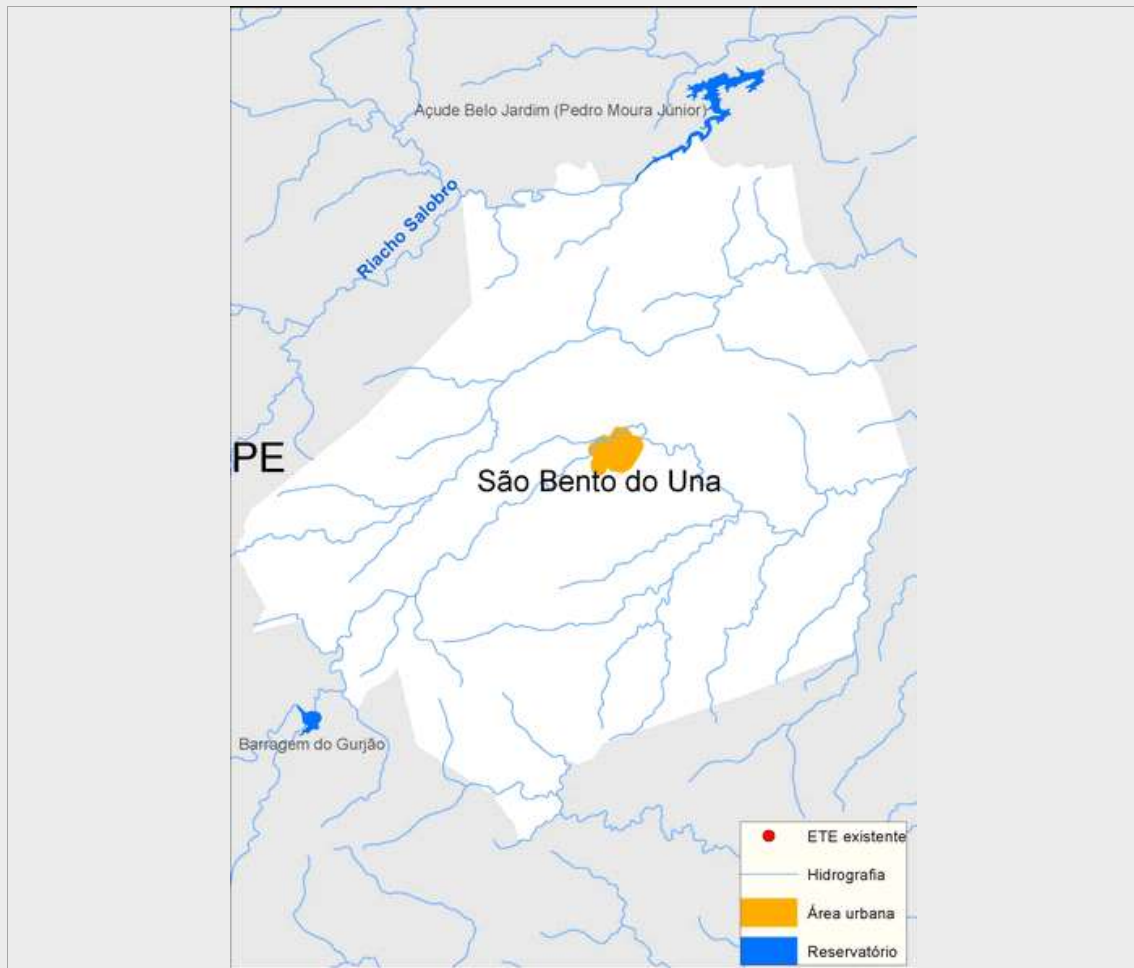 Açude Belo Jardim (Pedro Moura Júnior)
Riacho Salobro
PE
São Bento do Una
Barragem do Gurjão
ETE existente
Hidrografia
Área urbana
Reservatório